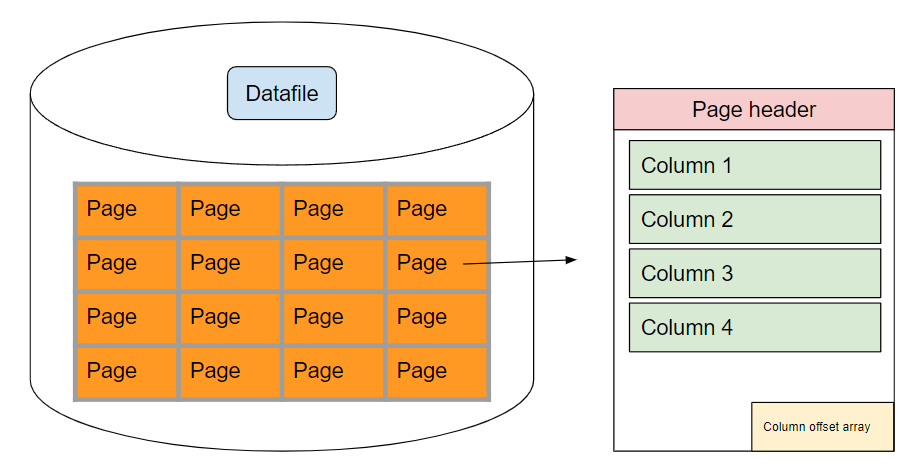 Datafile
Page header
Column 1
Column 2
Column 3
Column 4
Column offset array
Page Page Page Page
Page Page Page Page
Page Page Page Page
Page Page Page Page